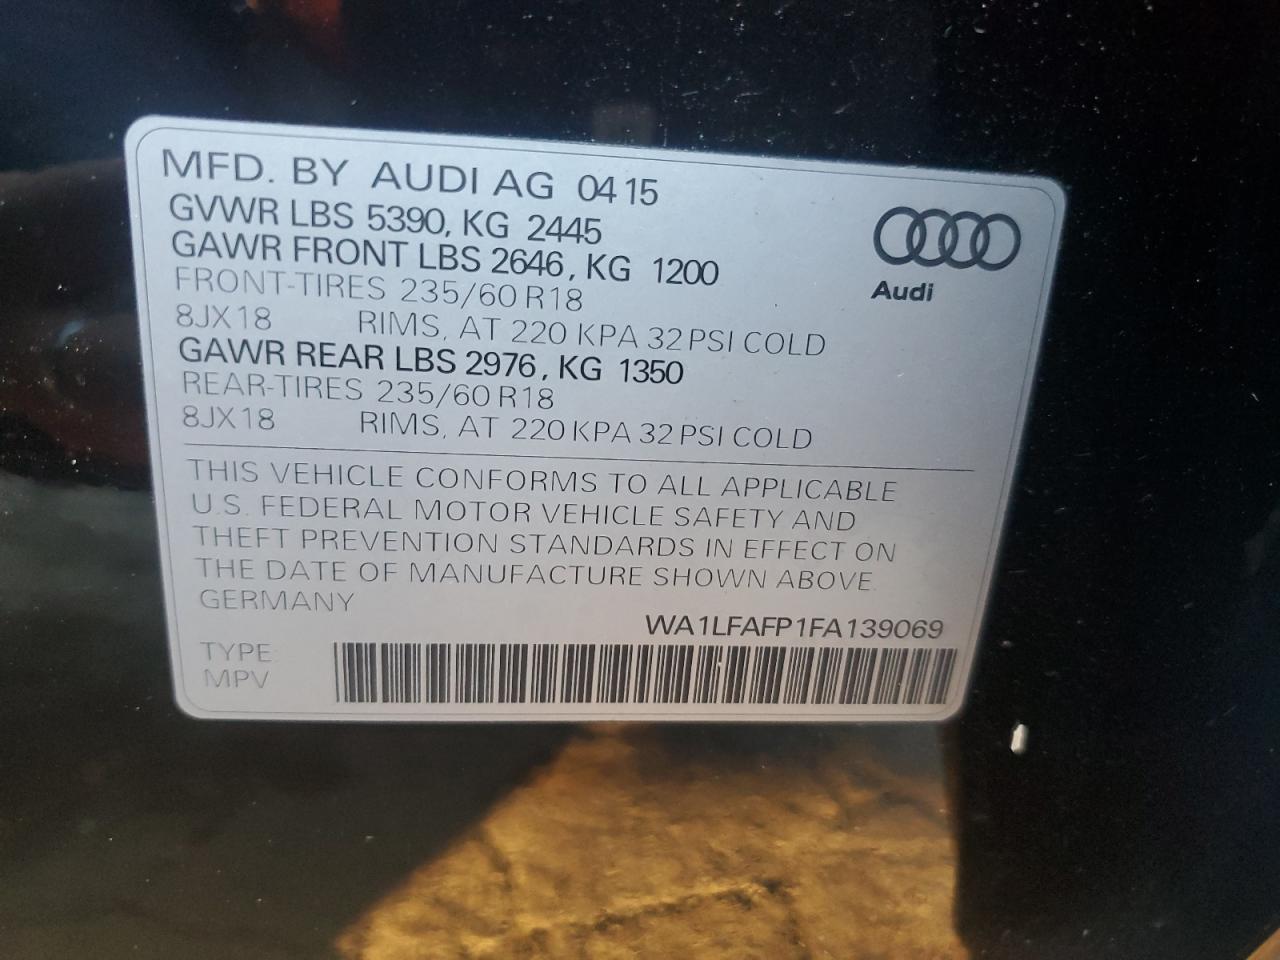 MFD. BY AUDI AG 04 15
GVWR LBS 5390, KG 2445
GAWR FRONT LBS 2646, KG 1200
FRONT-TIRES 235/60 R18
8JX18 RIMS, AT 220 KPA 32 PSI COLD
GAWR REAR LBS 2976, KG 1350
REAR-TIRES 235/60 R18
8JX18 RIMS, AT 220 KPA 32 PSI COLD
Audi
THIS VEHICLE CONFORMS TO ALL APPLICABLE
U.S. FEDERAL MOTOR VEHICLE SAFETY AND
THEFT PREVENTION STANDARDS IN EFFECT ON
THE DATE OF MANUFACTURE SHOWN ABOVE.
GERMANY
WA1LFAFP1FA139069
TYPE:
MPV